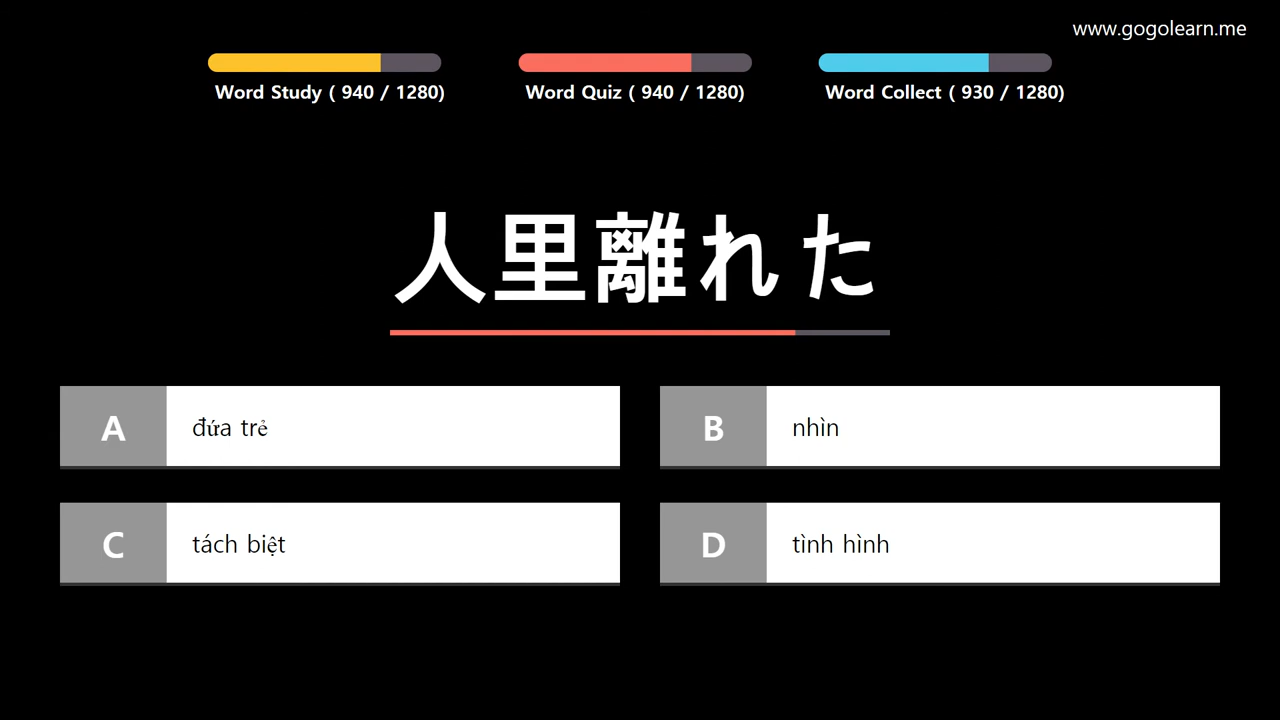 www.gogolearn.me
Word Study ( 940 / 1280)
Word Quiz ( 940 / 1280)
Word Collect ( 930 / 1280)
人里離れた
A đứa trẻ
B nhìn
C tách biệt
D tình hình